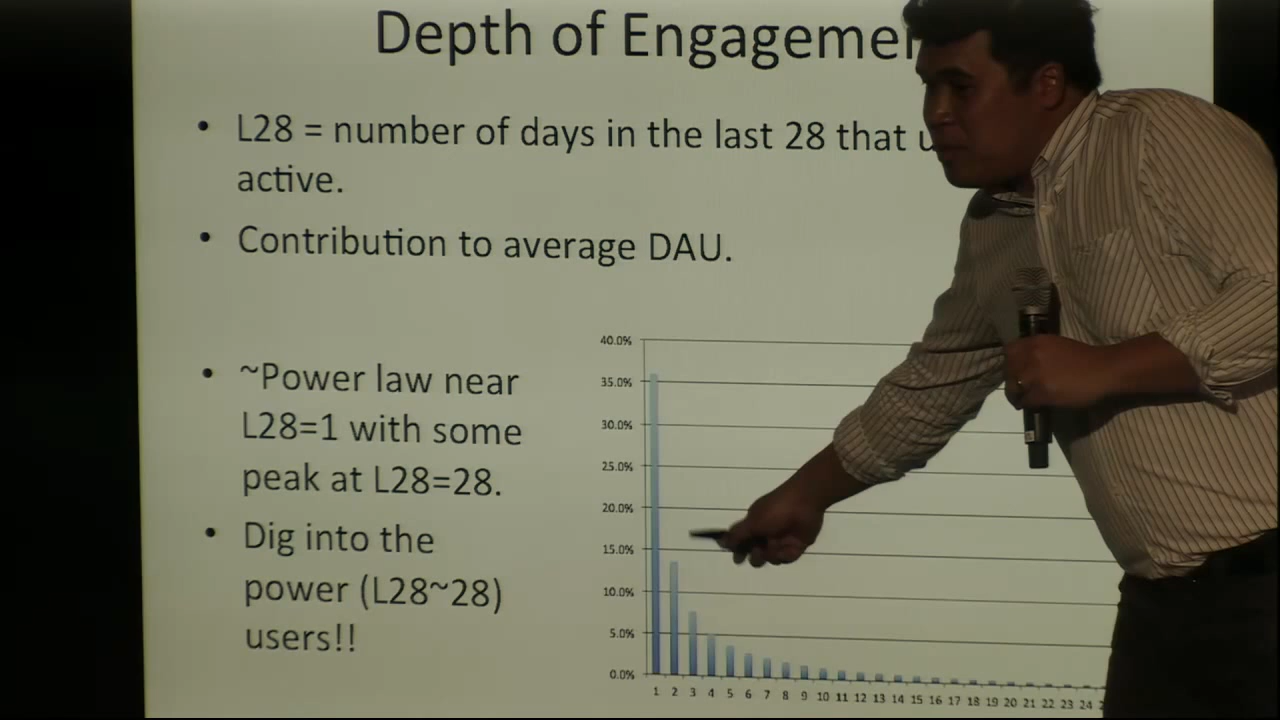 Depth of
• L28 = number of days in the last 28 that
active.
• Contribution to average DAU.
• ~Power law near
L28=1 with some
peak at L28=28.
• Dig into the
power (L28~28)
users!!
40.0%
35.0%
30.0%
25.0%
20.0%
15.0%
10.0%
5.0%
0.0%
1 2 3 4 5 6 7 8 9 10 11 12 13 14 15 16 17 18 19 20 21 22 23 24